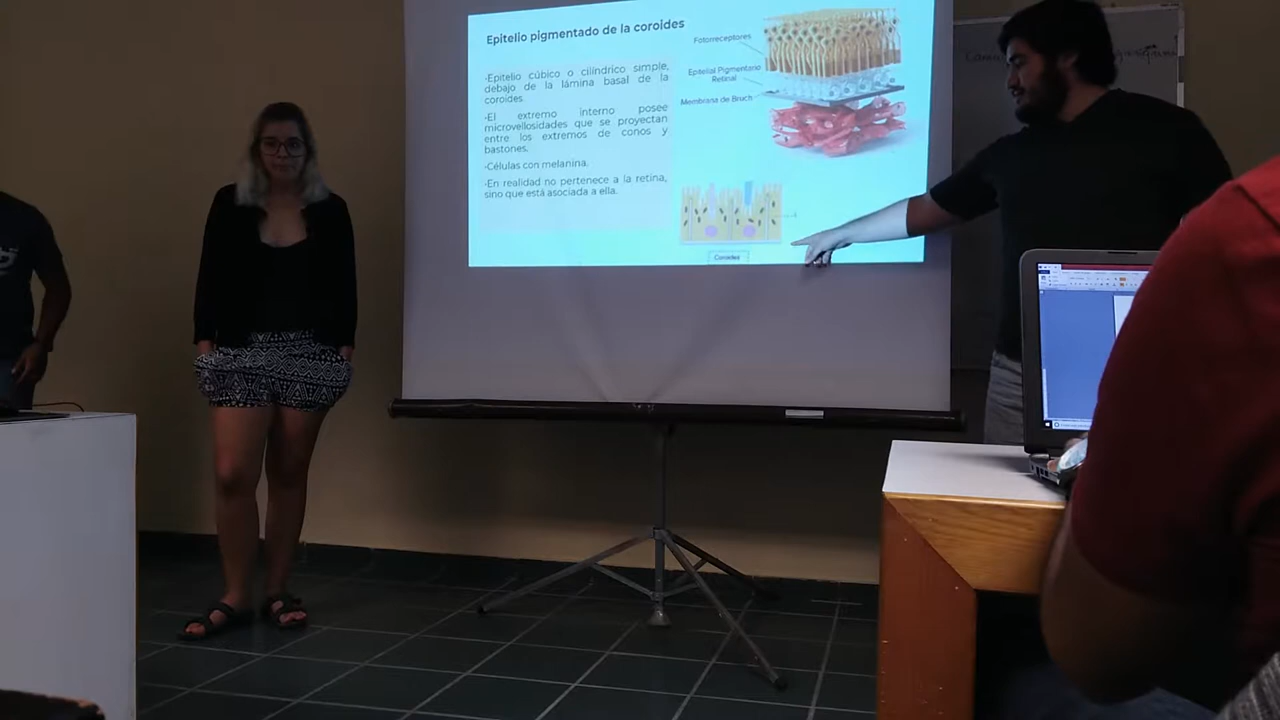 Epitelio pigmentado de la coroides
-Epitelio cúbico o cilíndrico simple,
debajo de la lámina basal de la
coroides
-El extremo interno posee
microvellosidades que se proyectan
entre los extremos de conos y
bastones.
-Células con melanina.
-En realidad no pertenece a la retina,
sino que está asociada a ella.
Fotorreceptores
Epitelial Pigmentario
Retinal
Membrana de Bruch
Coroides